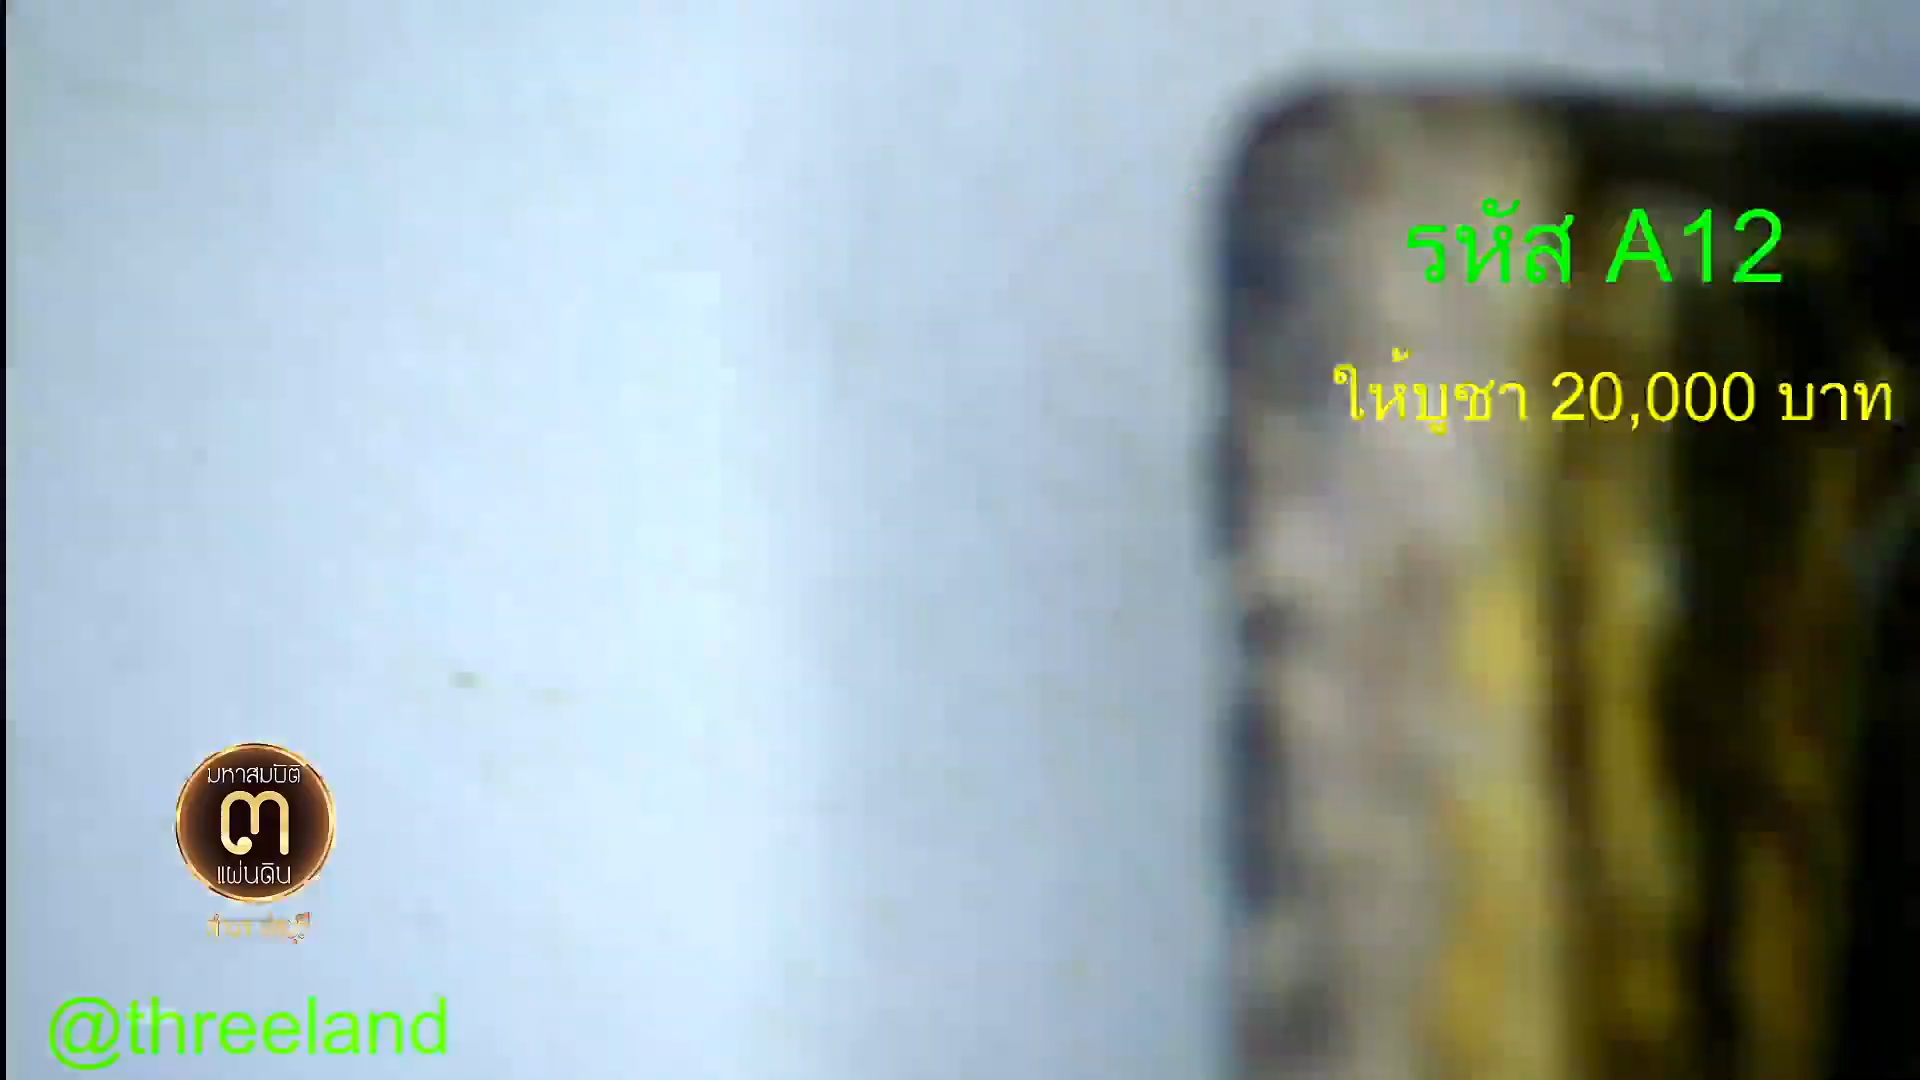 รหัส A12
ให้บูชา 20,000 บาท
มหาสมบัติ
๓
แผ่นดิน
@threeland